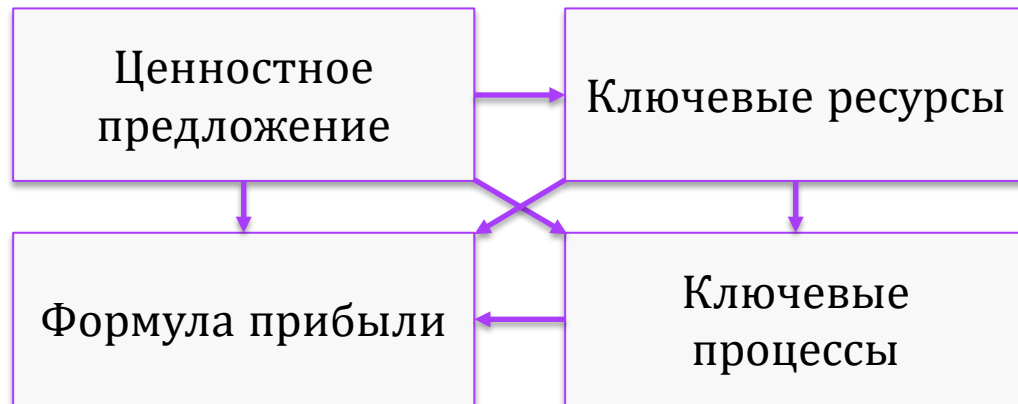 Ценностное
предложение
Ключевые ресурсы
Формула прибыли
Ключевые
процессы